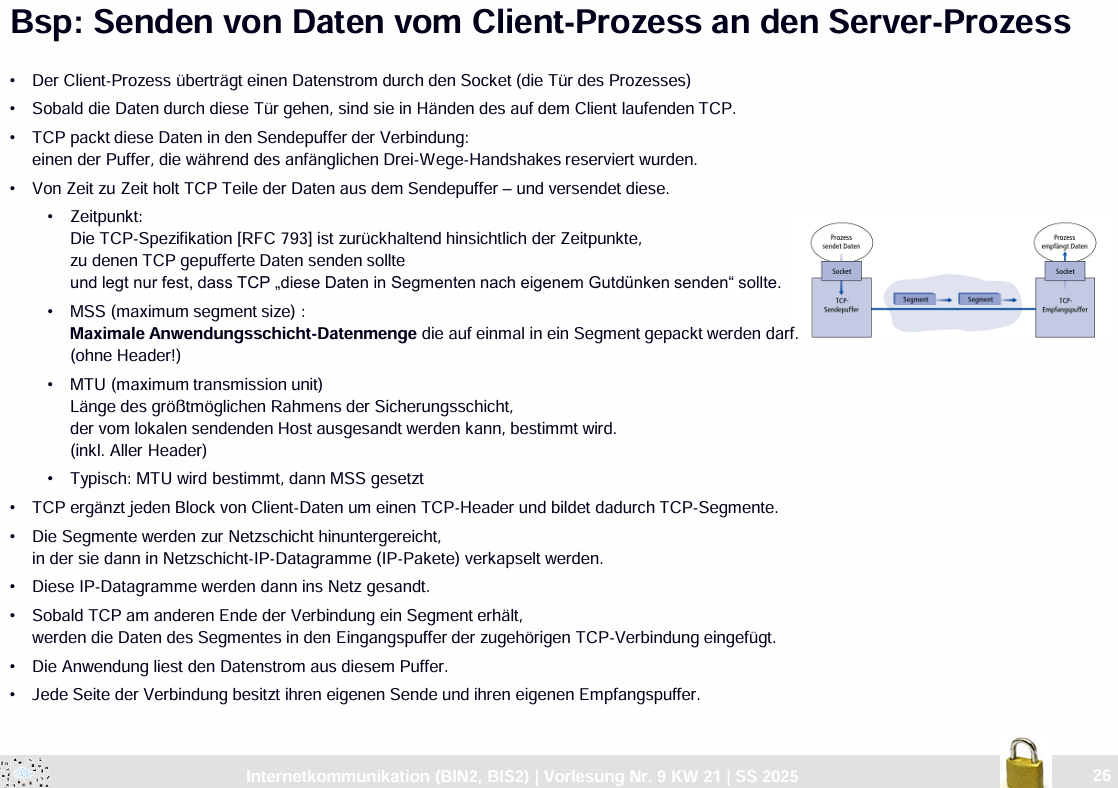 Bsp: Senden von Daten vom Client-Prozess an den Server-Prozess
• Der Client-Prozess überträgt einen Datenstrom durch den Socket (die Tür des Prozesses)
• Sobald die Daten durch diese Tür gehen, sind sie in Händen des auf dem Client laufenden TCP.
• TCP packt diese Daten in den Sendepuffer der Verbindung:
einen der Puffer, die während des anfänglichen Drei-Wege-Handshakes reserviert wurden.
• Von Zeit zu Zeit holt TCP Teile der Daten aus dem Sendepuffer – und versendet diese.
• Zeitpunkt:
Die TCP-Spezifikation [RFC 793] ist zurückhaltend hinsichtlich der Zeitpunkte,
zu denen TCP gepufferte Daten senden sollte
und legt nur fest, dass TCP „diese Daten in Segmenten nach eigenem Gutdünken senden“ sollte.
• MSS (maximum segment size) :
Maximale Anwendungsschicht-Datenmenge die auf einmal in ein Segment gepackt werden darf.
(ohne Header!)
• MTU (maximum transmission unit)
Länge des größtmöglichen Rahmens der Sicherungsschicht,
der vom lokalen sendenden Host ausgesandt werden kann, bestimmt wird.
(inkl. Aller Header)
• Typisch: MTU wird bestimmt, dann MSS gesetzt
• TCP ergänzt jeden Block von Client-Daten um einen TCP-Header und bildet dadurch TCP-Segmente.
• Die Segmente werden zur Netzschicht hinuntergereicht,
in der sie dann in Netzschicht-IP-Datagramme (IP-Pakete) verkapselt werden.
• Diese IP-Datagramme werden dann ins Netz gesandt.
• Sobald TCP am anderen Ende der Verbindung ein Segment erhält,
werden die Daten des Segmentes in den Eingangspuffer der zugehörigen TCP-Verbindung eingefügt.
• Die Anwendung liest den Datenstrom aus diesem Puffer.
• Jede Seite der Verbindung besitzt ihren eigenen Sende und ihren eigenen Empfangspuffer.
Prozess
sendet Daten
Socket
TCP-
Sendepuffer
Segment
Segment
Prozess
empfängt Daten
Socket
TCP-
Empfangspuffer
Internetkommunikation (BIN2, BIS2) | Vorlesung Nr. 9 KW 21 | SS 2025
26